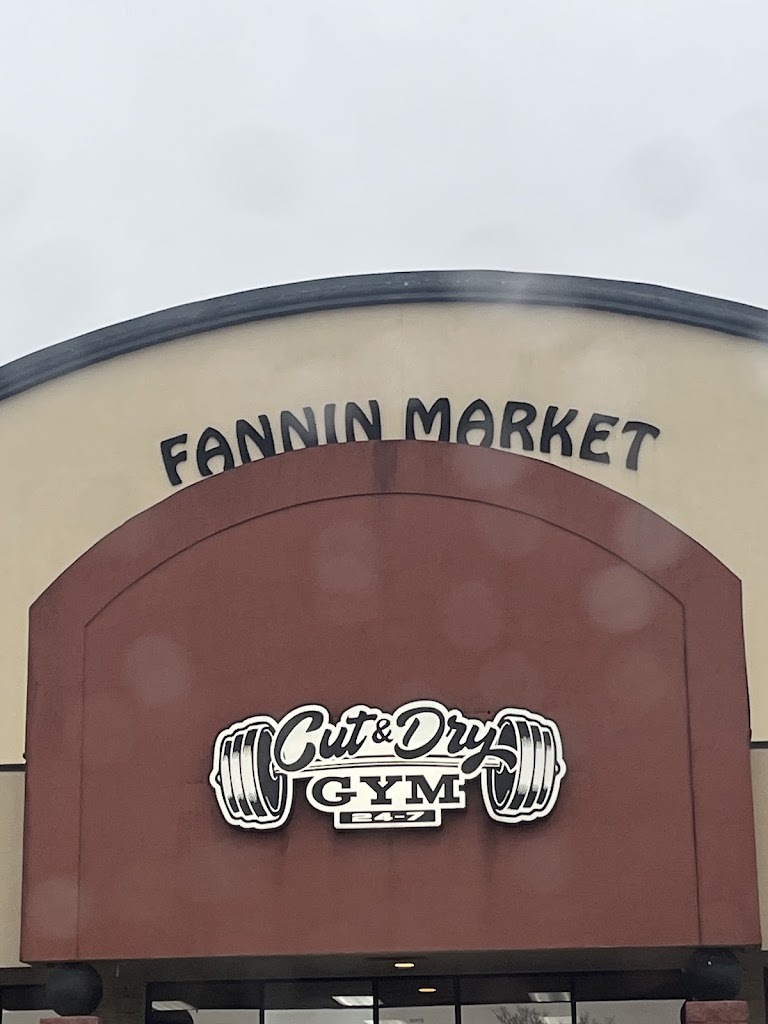 FANNIN MARKET
Cut & Dry
GYM
24-7